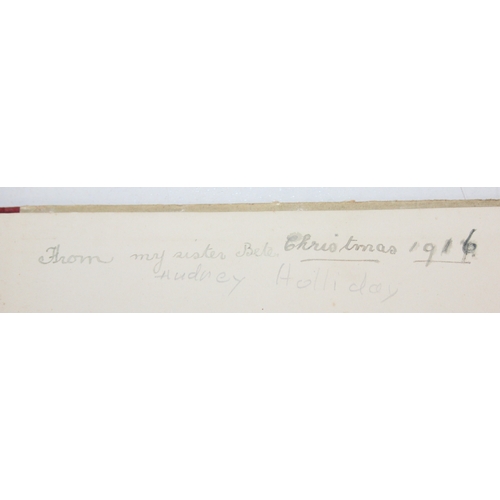 From my sister Bele Christmas 1916
Audrey Holliday